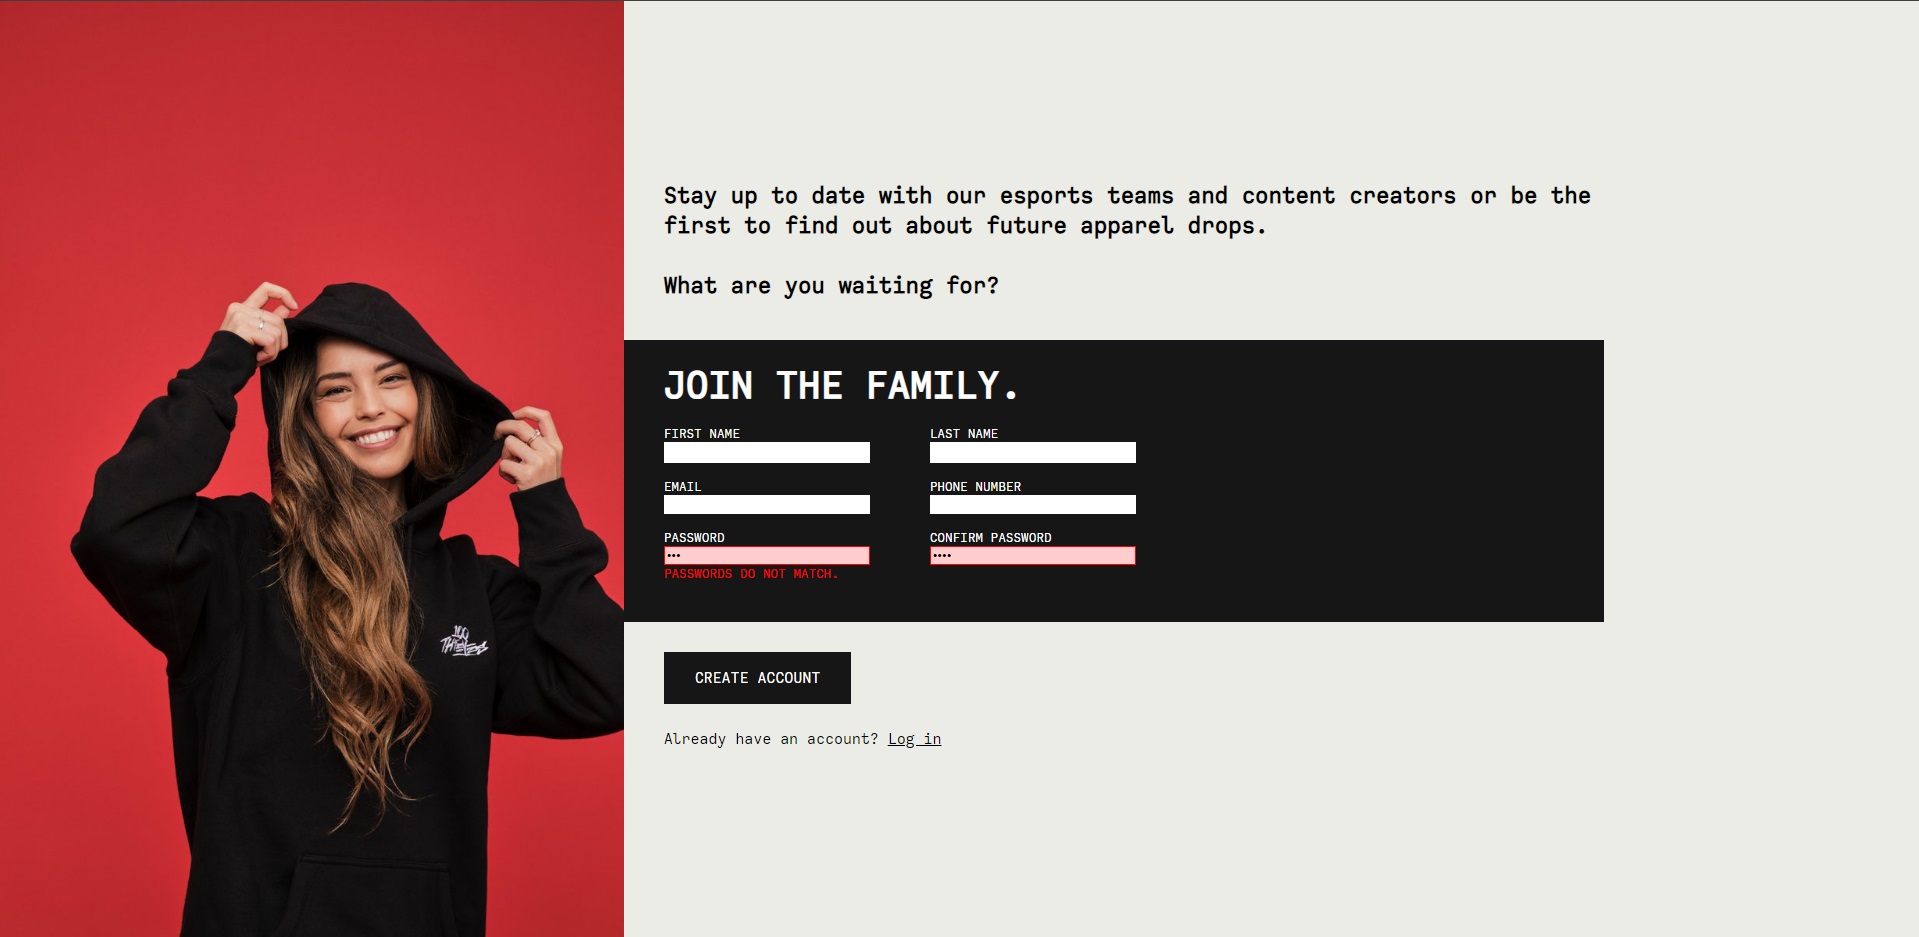 Stay up to date with our esports teams and content creators or be the
first to find out about future apparel drops.
What are you waiting for?
JOIN THE FAMILY.
FIRST NAME
LAST NAME
EMAIL
PHONE NUMBER
PASSWORD
CONFIRM PASSWORD
•••
••••
PASSWORDS DO NOT MATCH.
100
THIEVES
CREATE ACCOUNT
Already have an account? Log in